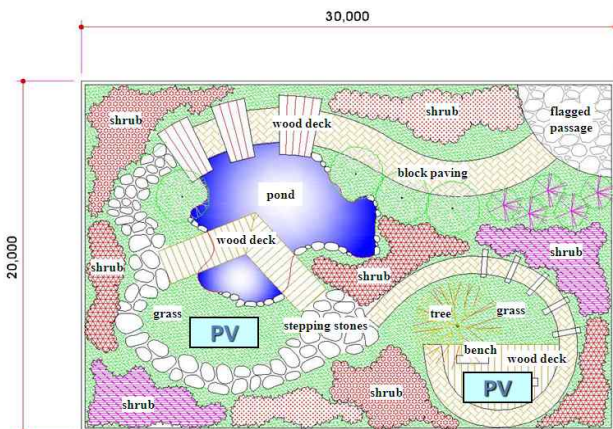 30,000
20,000
wood deck
shrub
shrub
flagged
passage
block paving
pond
wood deck
shrub
shrub
shrub
grass
tree
grass
stepping stones
PV
bench
wood deck
PV
shrub
shrub